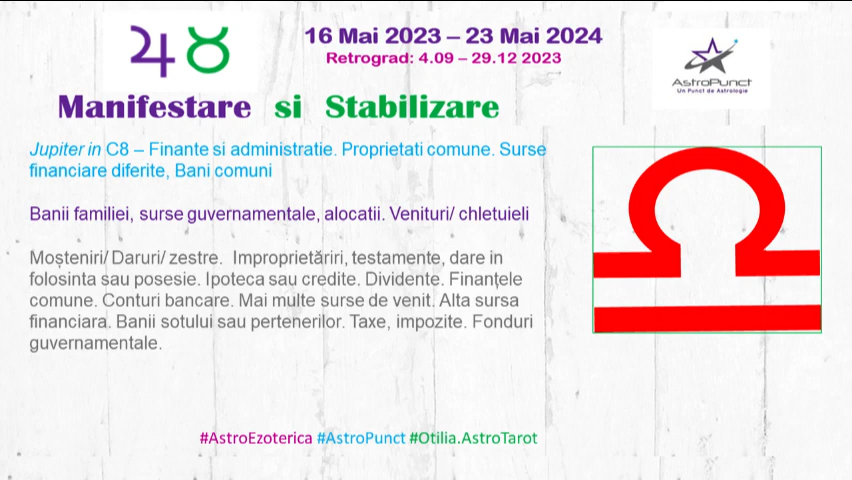 16 Mai 2023 – 23 Mai 2024
Retrograd: 4.09 – 29.12 2023
AstroPunct
Un Punct de Astrologie
Manifestare si Stabilizare
Jupiter in C8 – Finante si administratie. Proprietati comune. Surse
financiare diferite, Bani comuni
Banii familiei, surse guvernamentale, alocatii. Venituri/ chletuieli
Moșteniri/ Daruri/ zestre. Improprietăriri, testamente, dare in
folosinta sau posesie. Ipoteca sau credite. Dividente. Finanțele
comune. Conturi bancare. Mai multe surse de venit. Alta sursa
financiara. Banii sotului sau pertenerilor. Taxe, impozite. Fonduri
guvernamentale.
#AstroEzoterica #AstroPunct #Otilia.AstroTarot